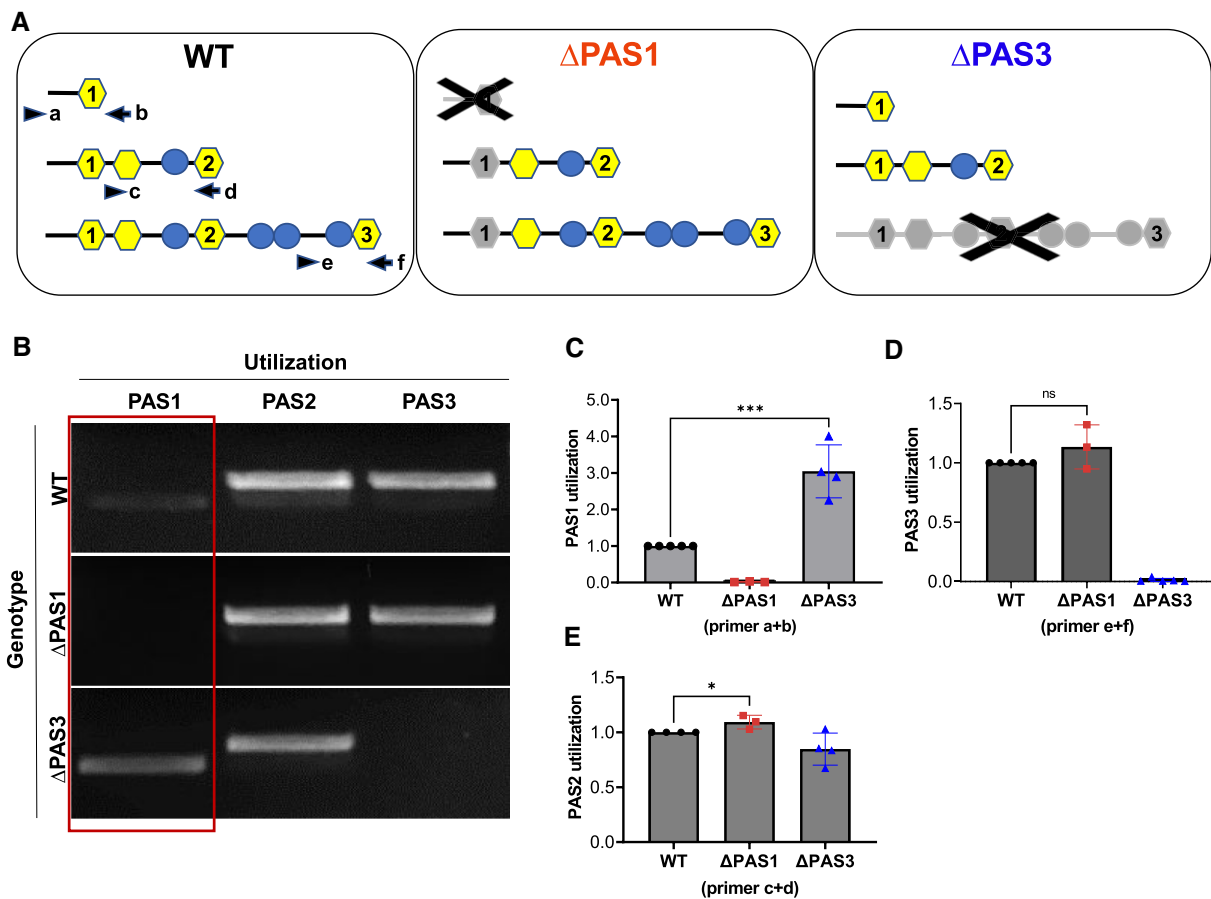 A
WT
ΔPAS1
ΔPAS3
1
a
b
1
2
c
d
1
2
3
e
f
1
2
1
2
3
1
1
2
1
3
B
Utilization
PAS1
PAS2
PAS3
Genotype
WT
ΔPAS1
ΔPAS3
C
PAS1 utilization
5.0
4.0
3.0
2.0
1.0
0.0
***
WT
ΔPAS1
ΔPAS3
(primer a+b)
D
PAS3 utilization
1.5
1.0
0.5
0.0
ns
WT
ΔPAS1
ΔPAS3
(primer e+f)
E
PAS2 utilization
1.5
1.0
0.5
0.0
*
WT
ΔPAS1
ΔPAS3
(primer c+d)